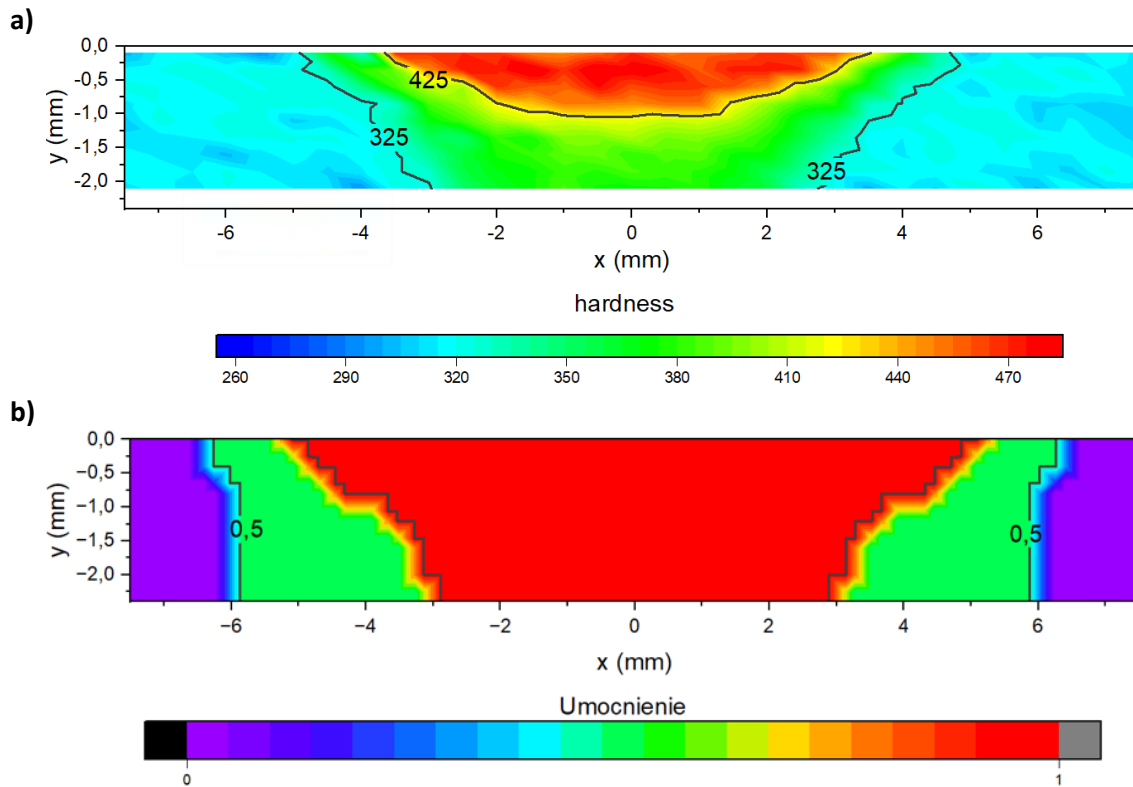 a)
0,0
-0,5
-1,0
-1,5
-2,0
y (mm)
425
325
325
-6 -4 -2 0 2 4 6
x (mm)
hardness
260 290 320 350 380 410 440 470
b)
0,0
−0,5
−1,0
−1,5
−2,0
y (mm)
0,5
0,5
−6 −4 −2 0 2 4 6
x (mm)
Umocnienie
0 1